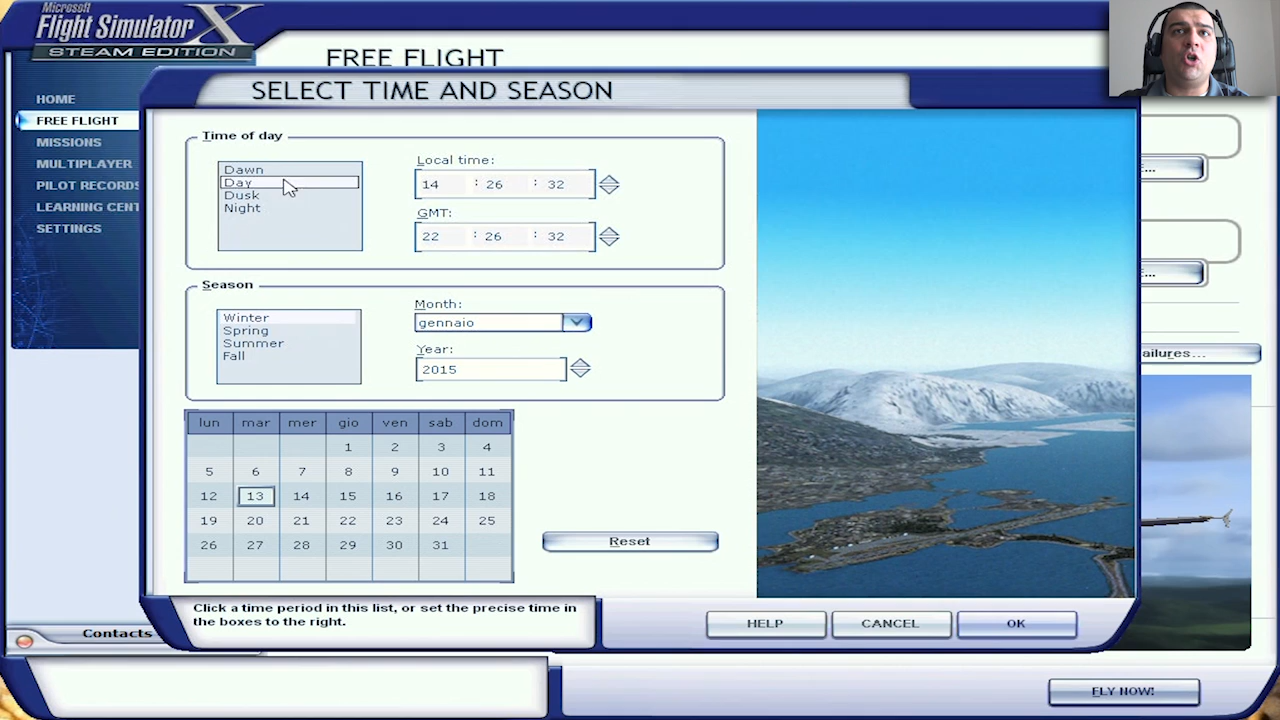 Microsoft
Flight Simulator X
STEAM EDITION
FREE FLIGHT
SELECT TIME AND SEASON
HOME
FREE FLIGHT
MISSIONS
MULTIPLAYER
PILOT RECORDS
LEARNING CENT
SETTINGS
Time of day
Dawn
Day
Dusk
Night
Local time:
14 : 26 : 32
GMT:
22 : 26 : 32
Season
Winter
Spring
Summer
Fall
Month:
gennaio
Year:
2015
lun mar mer gio ven sab dom
1 2 3 4
5 6 7 8 9 10 11
12 13 14 15 16 17 18
19 20 21 22 23 24 25
26 27 28 29 30 31
Reset
Click a time period in this list, or set the precise time in
the boxes to the right.
HELP
CANCEL
OK
e...
e...
ailures...
Contacts
FLY NOW!